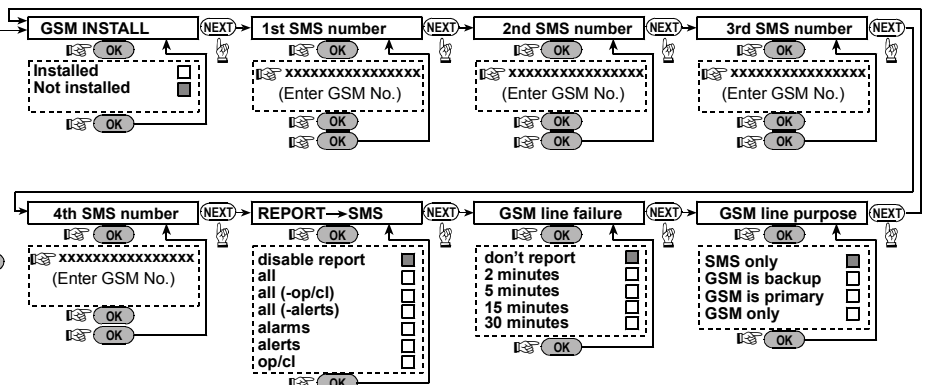 GSM INSTALL NEXT 1st SMS number NEXT 2nd SMS number NEXT 3rd SMS number NEXT
OK OK OK OK
Installed
Not installed
OK
xxxxxxxxxxxxxxxx
(Enter GSM No.)
OK
OK
xxxxxxxxxxxxxxxx
(Enter GSM No.)
OK
OK
xxxxxxxxxxxxxxxx
(Enter GSM No.)
OK
OK
4th SMS number NEXT REPORT→SMS NEXT GSM line failure NEXT GSM line purpose NEXT
OK OK OK OK
xxxxxxxxxxxxxxxx
(Enter GSM No.)
OK
OK
disable report
all
all (-op/cl)
all (-alerts)
alarms
alerts
op/cl
OK
don't report
2 minutes
5 minutes
15 minutes
30 minutes
OK
SMS only
GSM is backup
GSM is primary
GSM only
OK